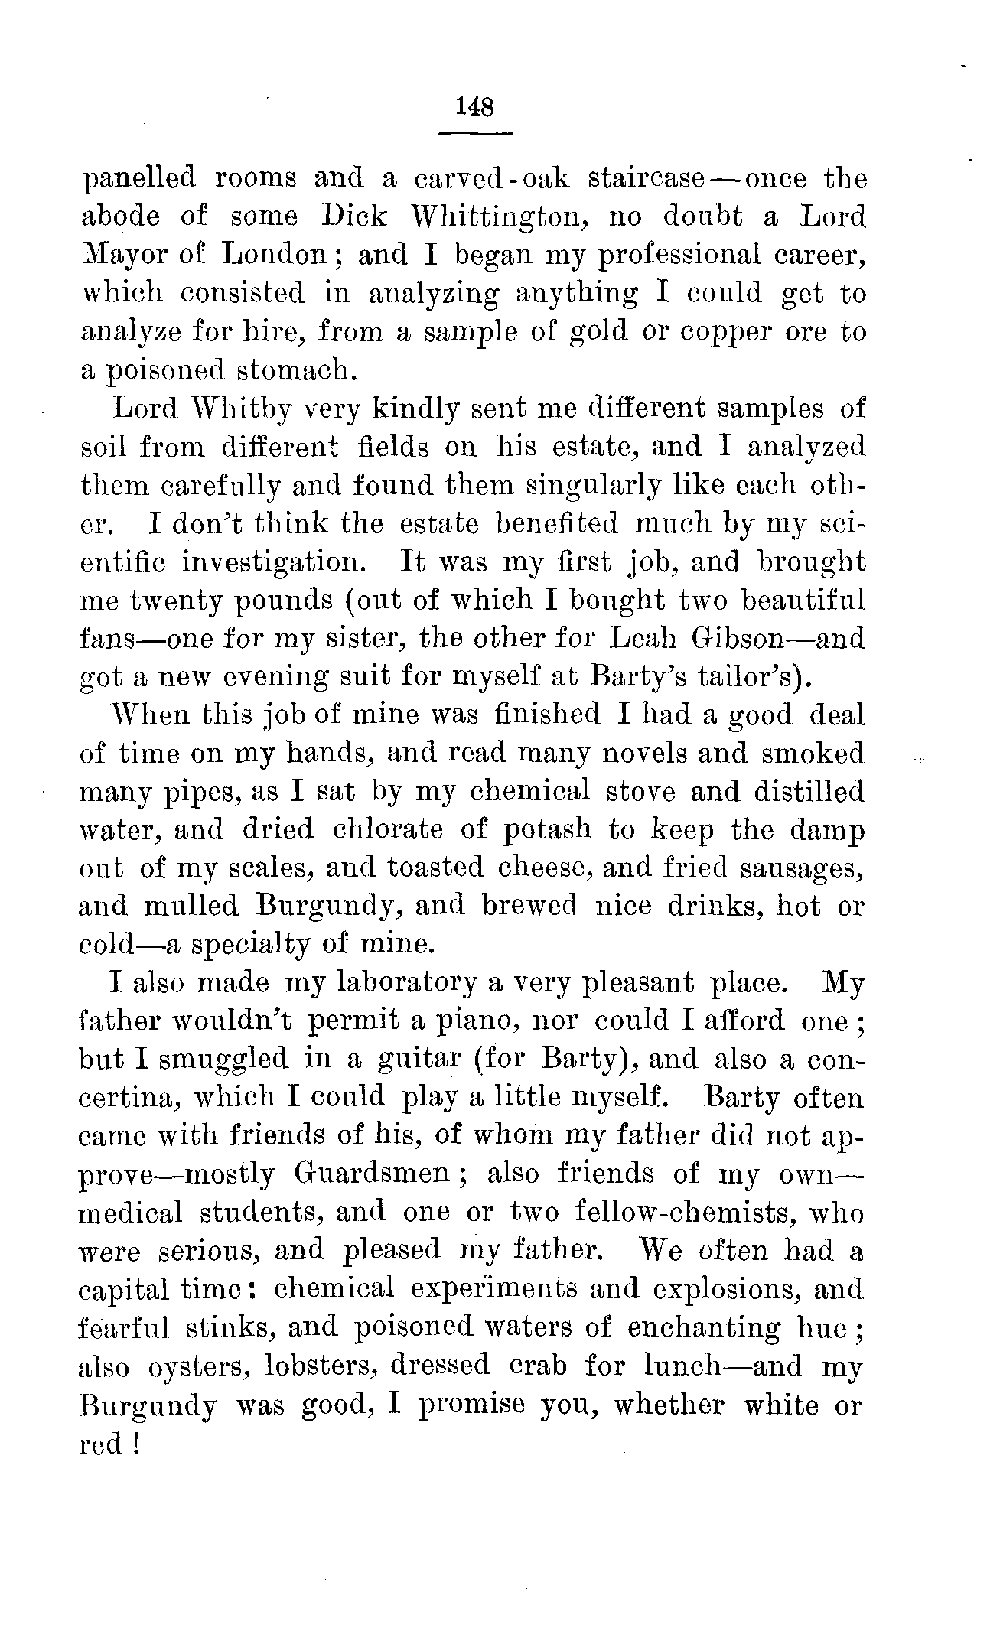 148
panelled rooms and a carved-oak staircase—once the
abode of some Dick Whittington, no doubt a Lord
Mayor of London; and I began my professional career,
which consisted in analyzing anything I could get to
analyze for hire, from a sample of gold or copper ore to
a poisoned stomach.
Lord Whitby very kindly sent me different samples of
soil from different fields on his estate, and I analyzed
them carefully and found them singularly like each oth-
er. I don't think the estate benefited much by my sci-
entific investigation. It was my first job, and brought
me twenty pounds (out of which I bought two beautiful
fans—one for my sister, the other for Leah Gibson—and
got a new evening suit for myself at Barty's tailor's).
When this job of mine was finished I had a good deal
of time on my hands, and read many novels and smoked
many pipes, as I sat by my chemical stove and distilled
water, and dried chlorate of potash to keep the damp
out of my scales, and toasted cheese, and fried sausages,
and mulled Burgundy, and brewed nice drinks, hot or
cold—a specialty of mine.
I also made my laboratory a very pleasant place. My
father wouldn't permit a piano, nor could I afford one;
but I smuggled in a guitar (for Barty), and also a con-
certina, which I could play a little myself. Barty often
came with friends of his, of whom my father did not ap-
prove—mostly Guardsmen; also friends of my own—
medical students, and one or two fellow-chemists, who
were serious, and pleased my father. We often had a
capital time: chemical experiments and explosions, and
fearful stinks, and poisoned waters of enchanting hue;
also oysters, lobsters, dressed crab for lunch—and my
Burgundy was good, I promise you, whether white or
red!